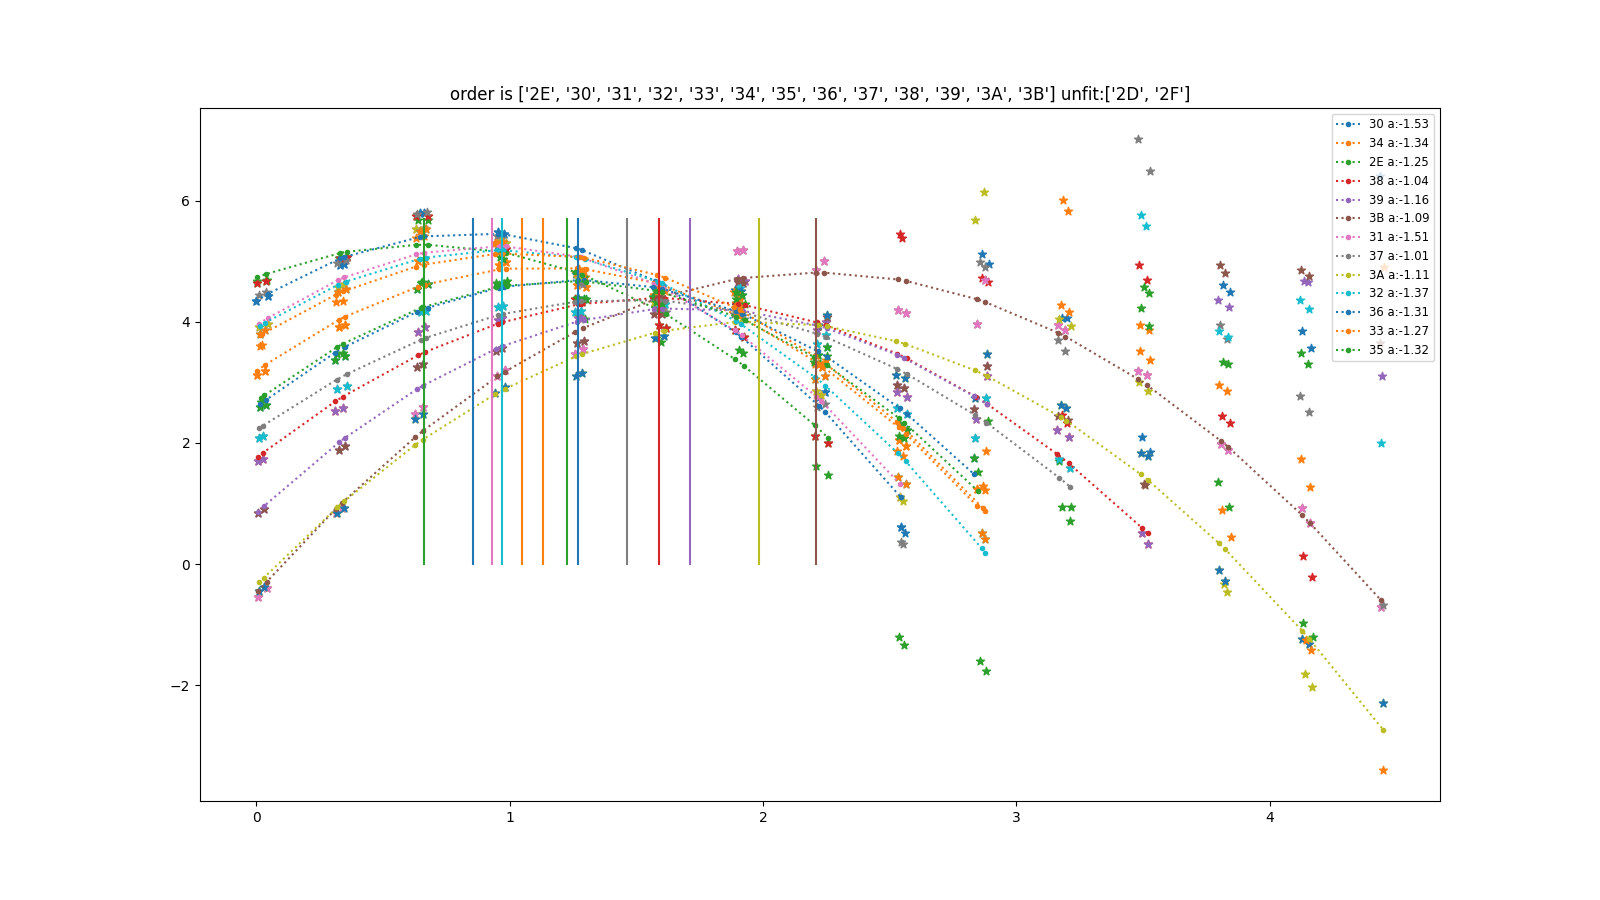 order is ['2E', '30', '31', '32', '33', '34', '35', '36', '37', '38', '39', '3A', '3B'] unfit:['2D', '2F']
30 a:-1.53
34 a:-1.34
2E a:-1.25
38 a:-1.04
39 a:-1.16
3B a:-1.09
31 a:-1.51
37 a:-1.01
3A a:-1.11
32 a:-1.37
36 a:-1.31
33 a:-1.27
35 a:-1.32
6
4
2
0
−2
0
1
2
3
4